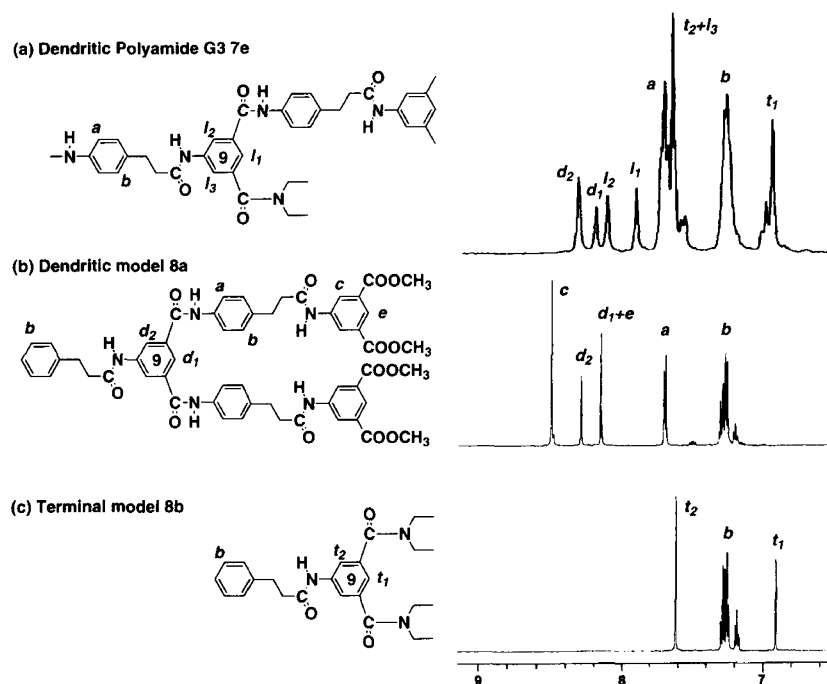 (a) Dendritic Polyamide G3 7e
O
C
H
N
C
N
H
O
a
b
N
H
H
N
C
O
l2
9
l1
l3
C
O
N
t2+l3
a
b
t1
d2
d1
l2
l1
(b) Dendritic model 8a
b
H
N
C
O
d2
9
d1
O
C
H
N
a
b
O
C
N
H
c
e
COOCH3
COOCH3
C
O
N
H
H
N
C
O
COOCH3
COOCH3
c
d2
d1+e
a
b
(c) Terminal model 8b
b
H
N
C
O
t2
9
t1
O
C
N
C
O
N
t2
b
t1
9
8
7